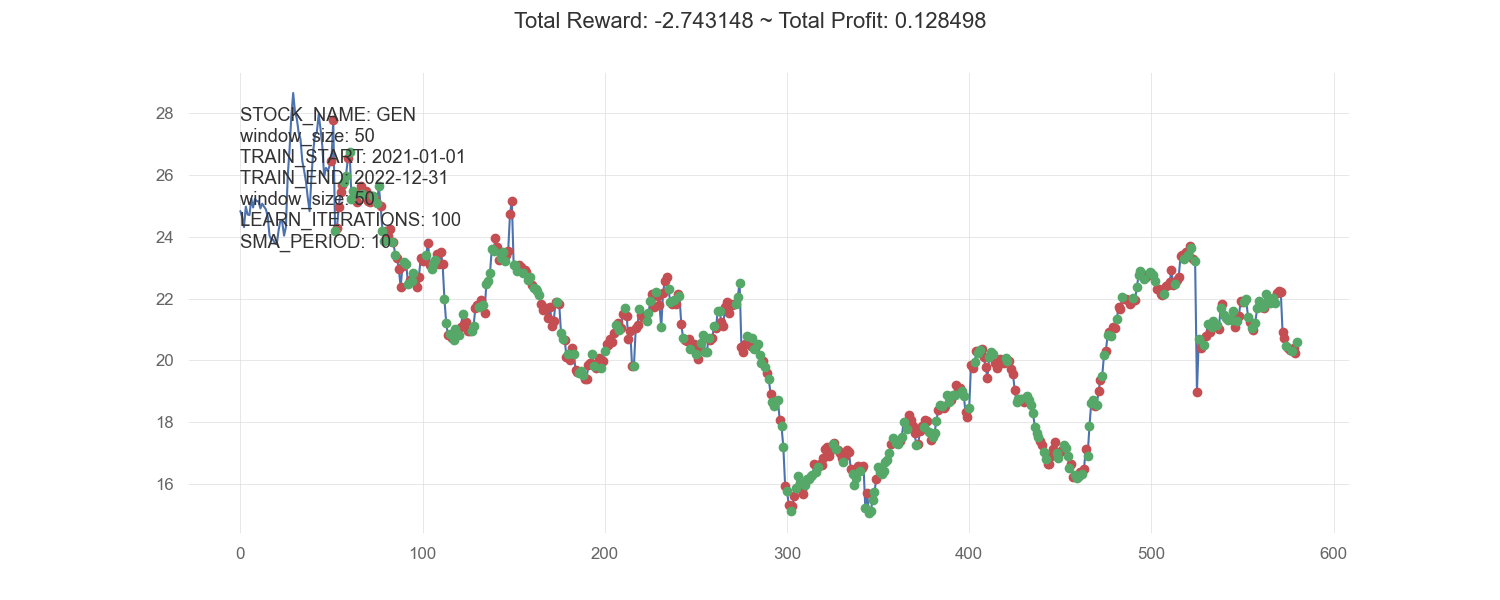 Total Reward: -2.743148 ~ Total Profit: 0.128498
28
26
24
22
20
18
16
STOCK_NAME: GEN
window_size: 50
TRAIN_START: 2021-01-01
TRAIN_END: 2022-12-31
window_size: 50
LEARN_ITERATIONS: 100
SMA_PERIOD: 10
0
100
200
300
400
500
600